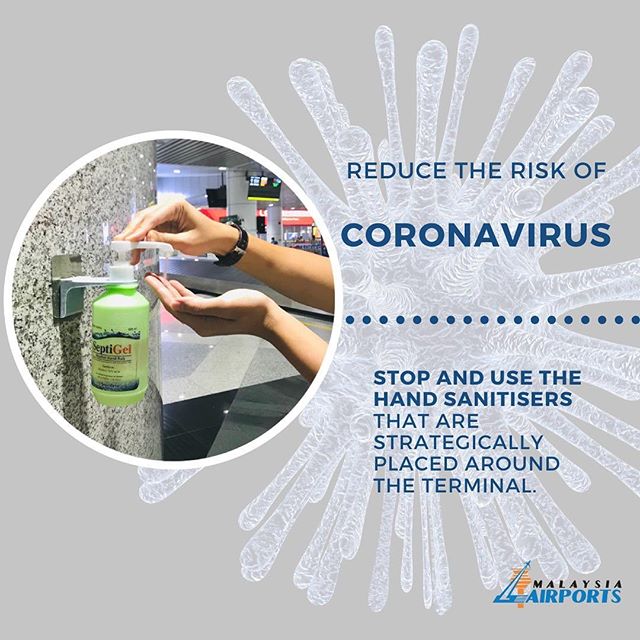 REDUCE THE RISK OF
CORONAVIRUS
STOP AND USE THE
HAND SANITISERS
THAT ARE
STRATEGICALLY
PLACED AROUND
THE TERMINAL.
eptiGel
MALAYSIA
AIRPORTS